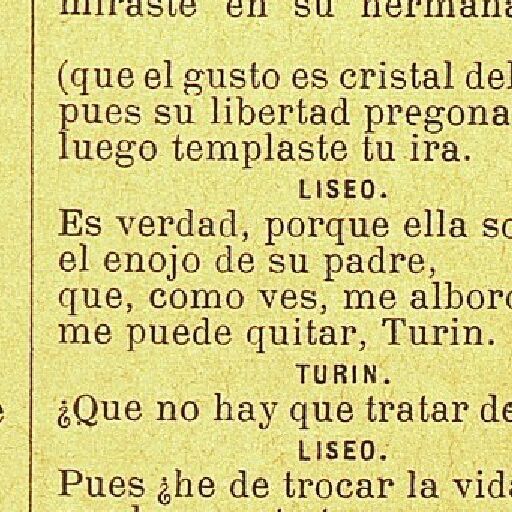 miraste en su hermana
(que el gusto es cristal del
pues su libertad pregona
luego templaste tu ira.
LISEO.
Es verdad, porque ella so
el enojo de su padre,
que, como ves, me alboro
me puede quitar, Turin.
TURIN.
¿Que no hay que tratar de
LISEO.
Pues ¿he de trocar la vida